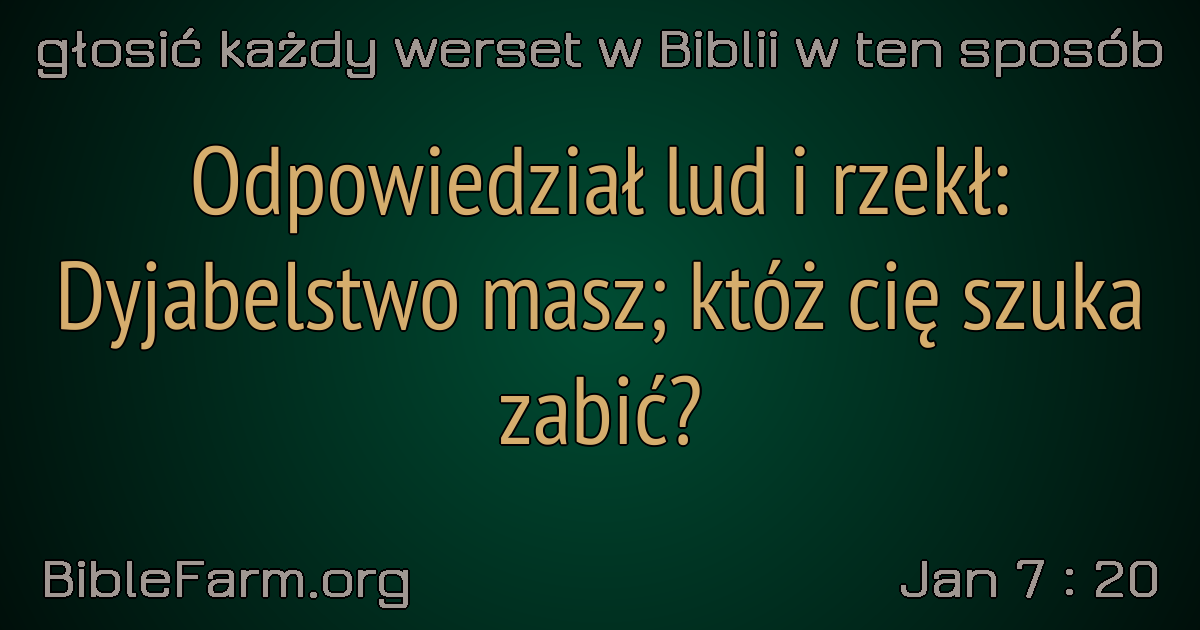 głosić każdy werset w Biblii w ten sposób
Odpowiedział lud i rzekł:
Dyjabelstwo masz; któż cię szuka
zabić?
BibleFarm.org
Jan 7 : 20